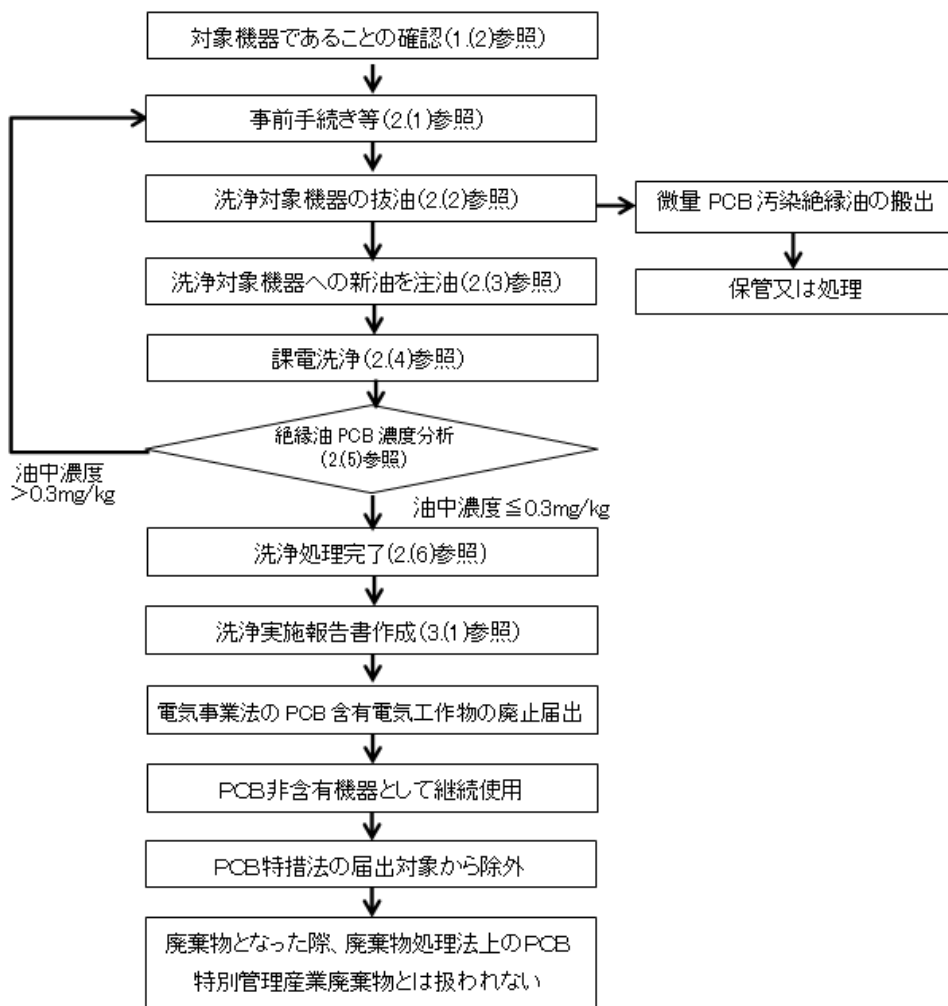 対象機器であることの確認(1.(2)参照)
事前手続き等(2.(1)参照)
洗浄対象機器の抜油(2.(2)参照)
微量 PCB 汚染絶縁油の搬出
洗浄対象機器への新油を注油(2.(3)参照)
保管又は処理
課電洗浄(2.(4)参照)
絶縁油 PCB 濃度分析
(2.(5)参照)
油中濃度
>0.3mg/kg
油中濃度≦0.3mg/kg
洗浄処理完了(2.(6)参照)
洗浄実施報告書作成(3.(1)参照)
電気事業法の PCB 含有電気工作物の廃止届出
PCB非含有機器として継続使用
PCB特措法の届出対象から除外
廃棄物となった際、廃棄物処理法上のPCB
特別管理産業廃棄物とは扱われない